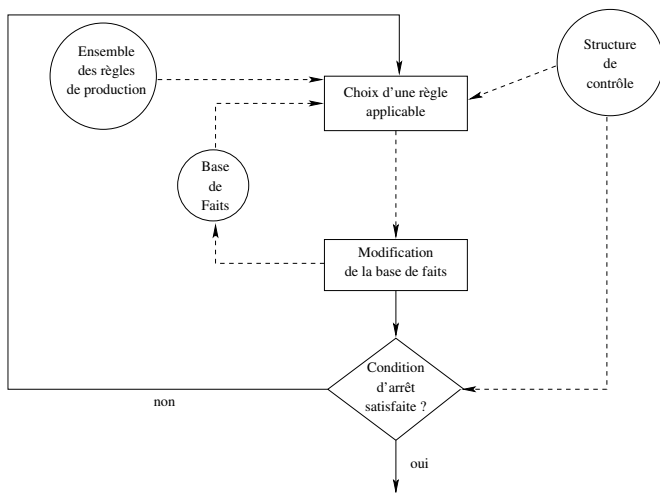 Ensemble
des règles
de production
Structure
de
contrôle
Choix d'une règle
applicable
Base
de
Faits
Modification
de la base de faits
Condition
d'arrêt
satisfaite ?
non
oui